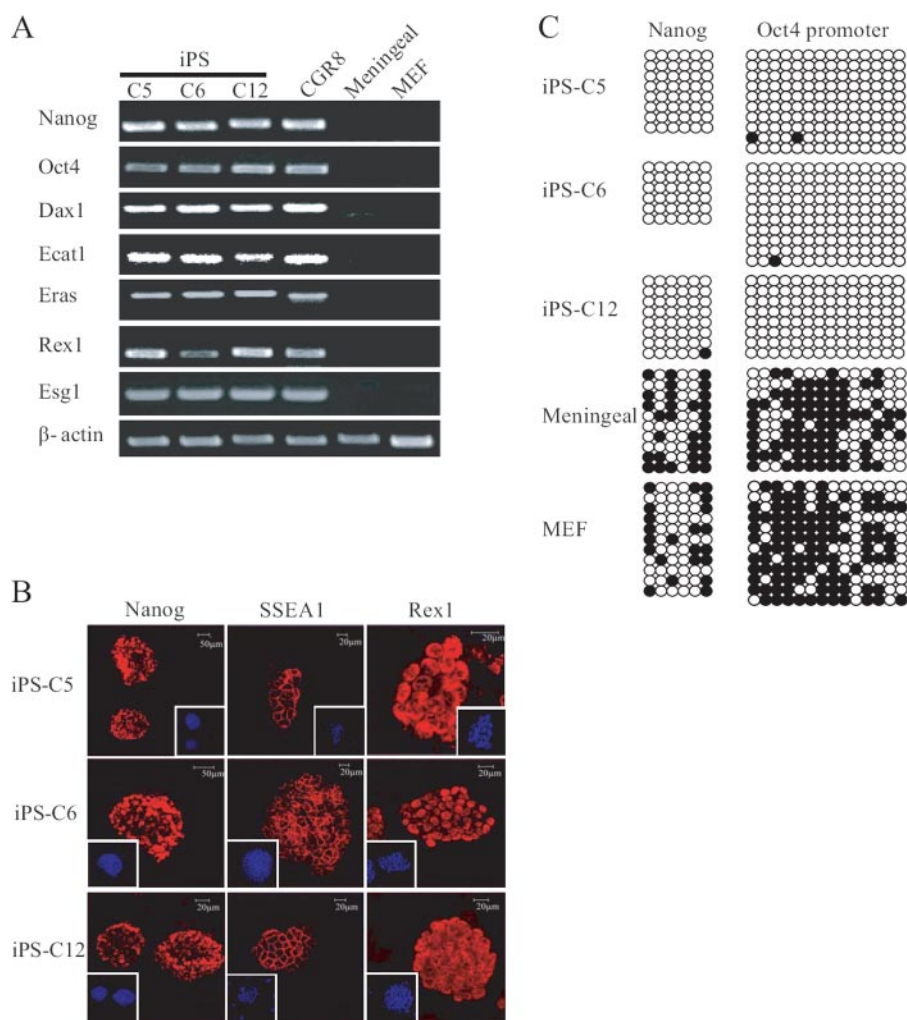 A
iPS
C5 C6 C12 CGR8 Meningeal MEF
Nanog
Oct4
Dax1
Ecat1
Eras
Rex1
Esg1
β- actin
B
Nanog SSEA1 Rex1
iPS-C5
50µm 20µm 20µm
iPS-C6
50µm 20µm 20µm
iPS-C12
20µm 20µm 20µm
C
Nanog Oct4 promoter
iPS-C5
iPS-C6
iPS-C12
Meningeal
MEF